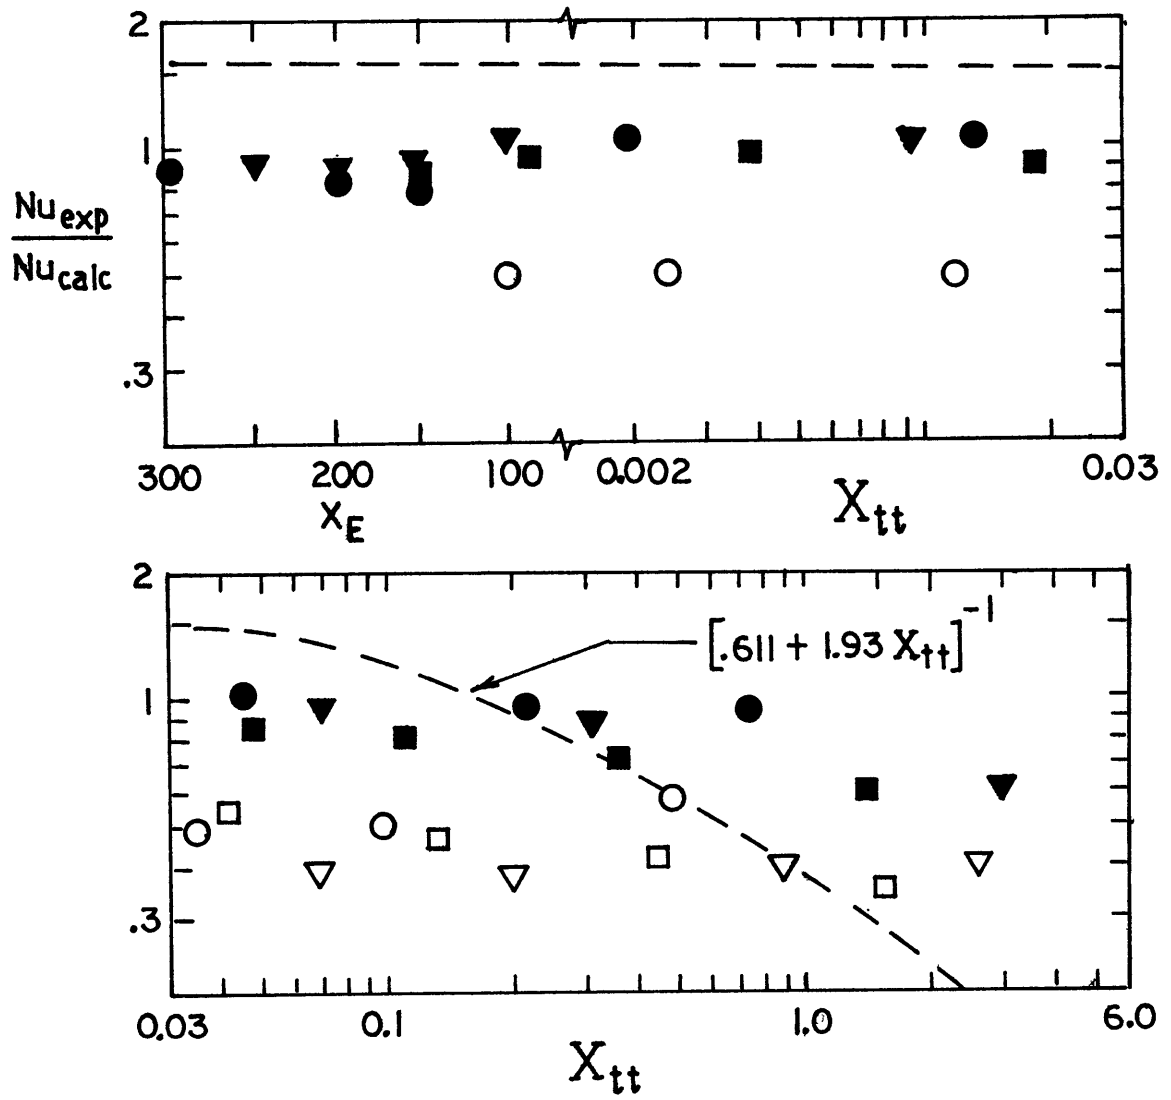 2
1
Nu_exp
Nu_calc
.3
300 200 100 0.002 0.03
X_E X_tt
2
[.611 + 1.93 X_tt]^-1
1
.3
0.03 0.1 1.0 6.0
X_tt